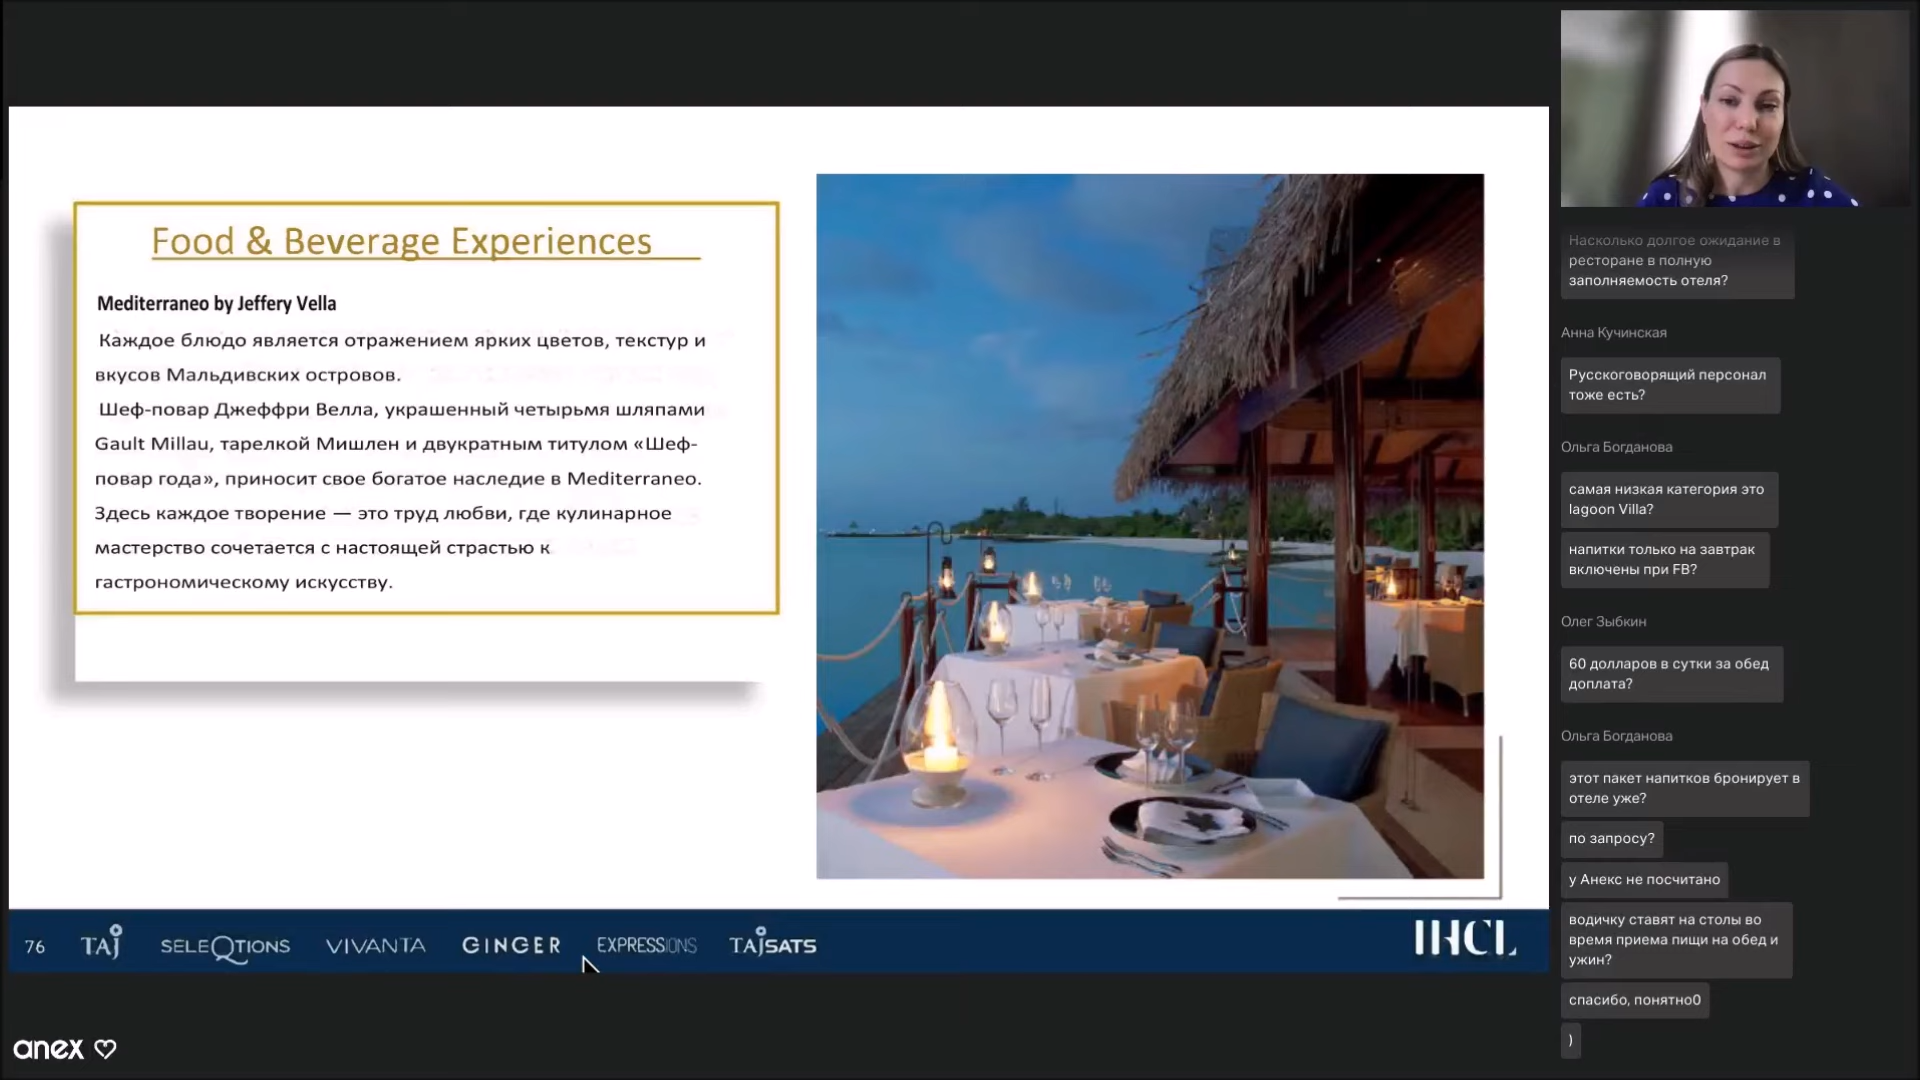 Food & Beverage Experiences
Mediterraneo by Jeffery Vella
Каждое блюдо является отражением ярких цветов, текстур и
вкусов Мальдивских островов.
Шеф-повар Джеффри Велла, украшенный четырьмя шляпами
Gault Millau, тарелкой Мишлен и двукратным титулом «Шеф-
повар года», приносит свое богатое наследие в Mediterraneo.
Здесь каждое творение — это труд любви, где кулинарное
мастерство сочетается с настоящей страстью к
гастрономическому искусству.
76
TAJ
SELEQTIONS
VIVANTA
GINGER
EXPRESSIONS
TAJSATS
IHCL
anex
Насколько долгое ожидание в
ресторане в полную
заполняемость отеля?
Анна Кучинская
Русскоговорящий персонал
тоже есть?
Ольга Богданова
самая низкая категория это
lagoon Villa?
напитки только на завтрак
включены при FB?
Олег Зыбкин
60 долларов в сутки за обед
доплата?
Ольга Богданова
этот пакет напитков бронирует в
отеле уже?
по запросу?
у Анекс не посчитано
водичку ставят на столы во
время приема пищи на обед и
ужин?
спасибо, понятно0
)